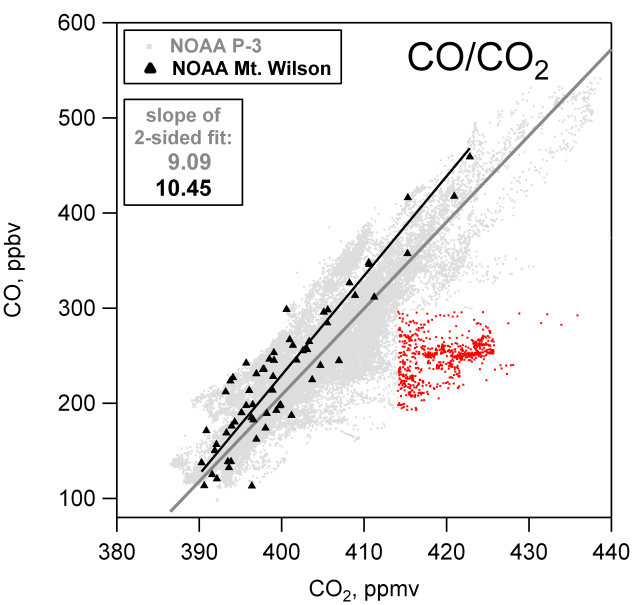 600
500
400
300
200
100
CO, ppbv
NOAA P-3
NOAA Mt. Wilson
CO/CO₂
slope of
2-sided fit:
9.09
10.45
380 390 400 410 420 430 440
CO₂, ppmv